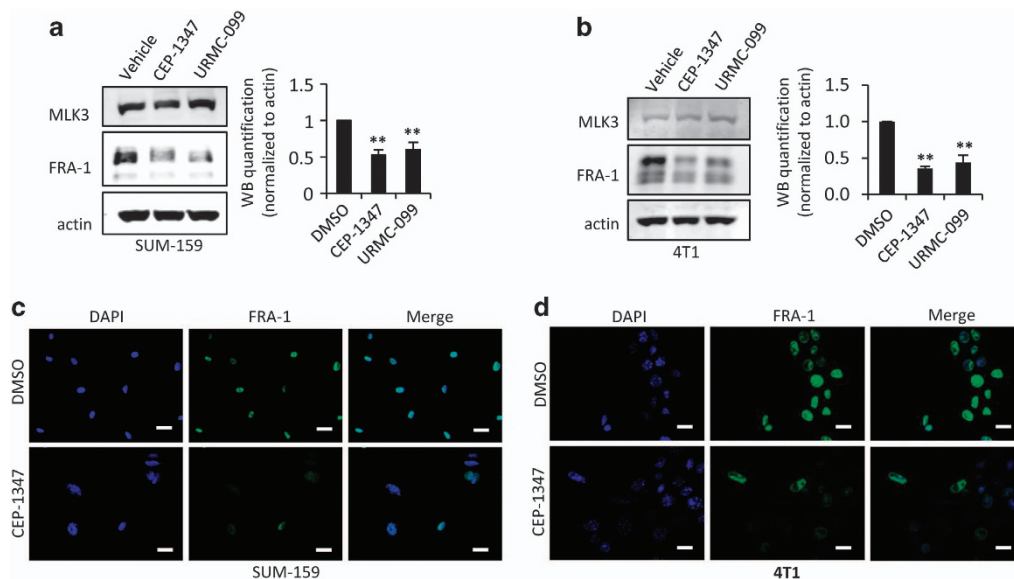 a
Vehicle
CEP-1347
URMC-099
MLK3
FRA-1
actin
SUM-159
WB quantification
(normalized to actin)
1.5
1
0.5
0
**
**
DMSO
CEP-1347
URMC-099
b
Vehicle
CEP-1347
URMC-099
MLK3
FRA-1
actin
4T1
WB quantification
(normalized to actin)
1.5
1.0
0.5
0.0
**
**
DMSO
CEP-1347
URMC-099
c
DAPI
FRA-1
Merge
DMSO
CEP-1347
SUM-159
d
DAPI
FRA-1
Merge
DMSO
CEP-1347
4T1